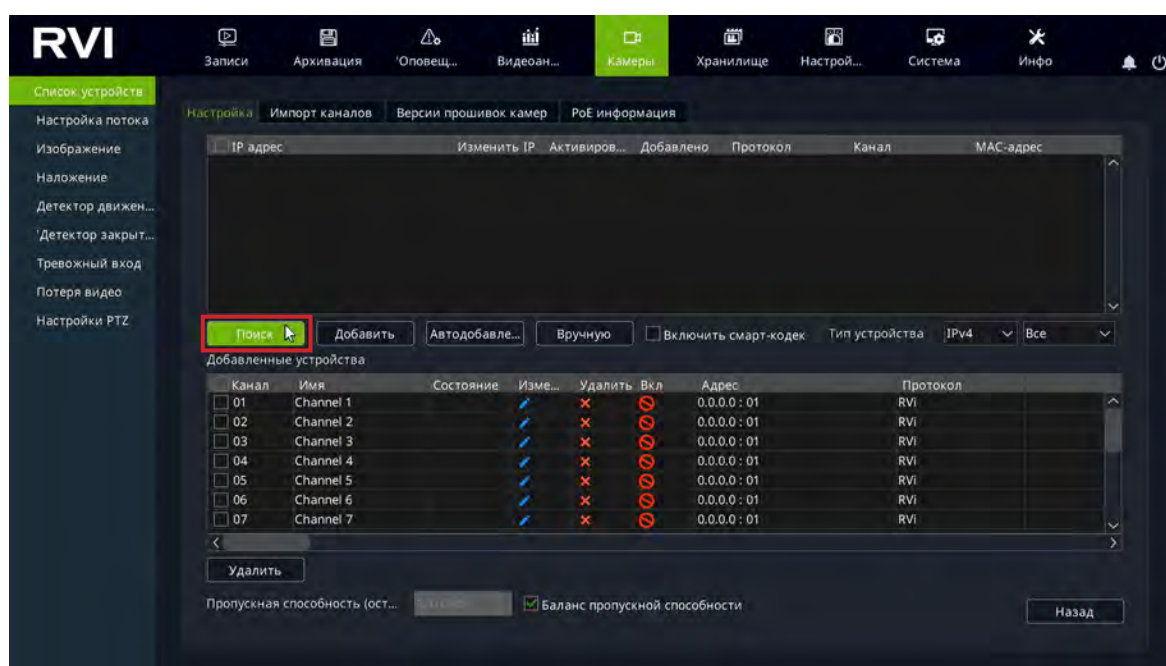 RVI
Записи Архивация 'Оповещ... Видеоан... Камеры Хранилище Настрой... Система Инфо
Список устройств
Настройка потока
Изображение
Наложение
Детектор движен...
'Детектор закрыт...
Тревожный вход
Потеря видео
Настройки PTZ
Настройка Импорт каналов Версии прошивок камер PoE информация
IP адрес Изменить IP Активиров... Добавлено Протокол Канал MAC-адрес
Поиск Добавить Автодобавле... Вручную Включить смарт-кодек Тип устройства IPv4 Все
Добавленные устройства
Канал Имя Состояние Изме... Удалить Вкл Адрес Протокол
01 Channel 1 0.0.0.0 : 01 RVi
02 Channel 2 0.0.0.0 : 01 RVi
03 Channel 3 0.0.0.0 : 01 RVi
04 Channel 4 0.0.0.0 : 01 RVi
05 Channel 5 0.0.0.0 : 01 RVi
06 Channel 6 0.0.0.0 : 01 RVi
07 Channel 7 0.0.0.0 : 01 RVi
Удалить
Пропускная способность (ост... Баланс пропускной способности
Назад